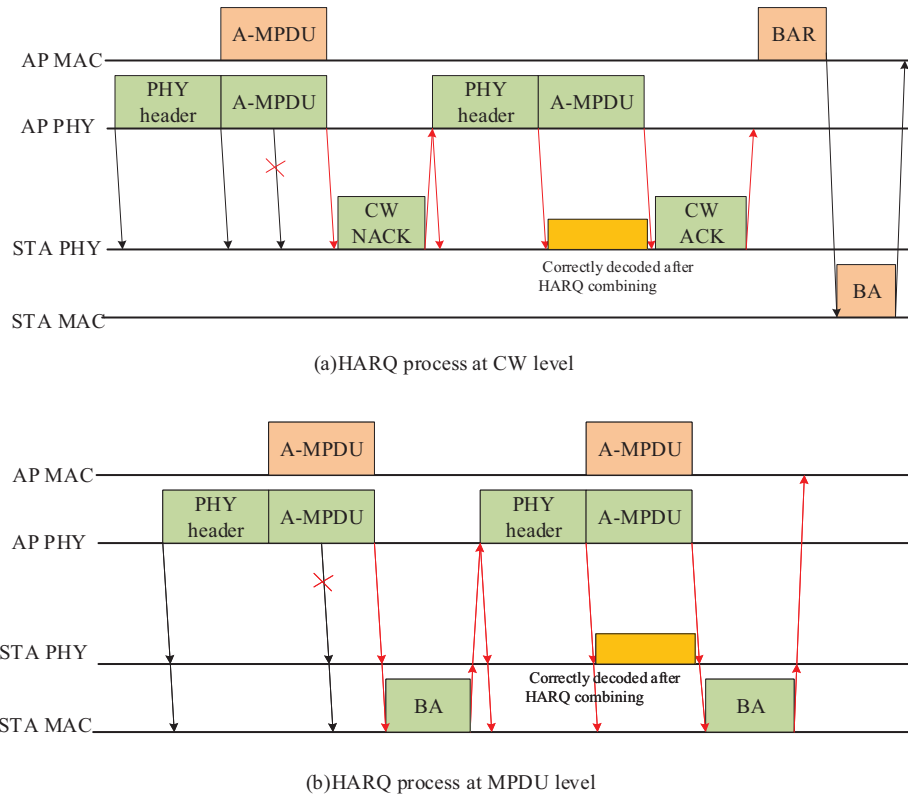 A-MPDU
BAR
AP MAC
PHY
header
A-MPDU
PHY
header
A-MPDU
AP PHY
CW
NACK
CW
ACK
STA PHY
Correctly decoded after
HARQ combining
BA
STA MAC
(a)HARQ process at CW level
A-MPDU
A-MPDU
AP MAC
PHY
header
A-MPDU
PHY
header
A-MPDU
AP PHY
STA PHY
Correctly decoded after
HARQ combining
BA
BA
STA MAC
(b)HARQ process at MPDU level